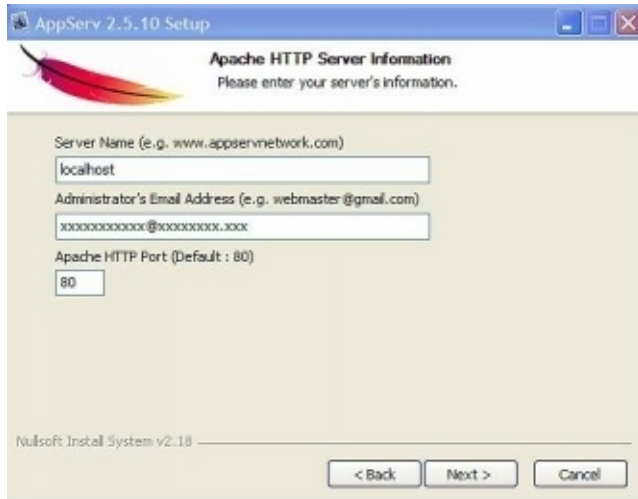 AppServ 2.5.10 Setup
Apache HTTP Server Information
Please enter your server's information.
Server Name (e.g. www.appservnetwork.com)
localhost
Administrator's Email Address (e.g. webmaster@gmail.com)
xxxxxxxxxxx@xxxxxxxx.xxx
Apache HTTP Port (Default : 80)
80
Nullsoft Install System v2.18
< Back Next > Cancel